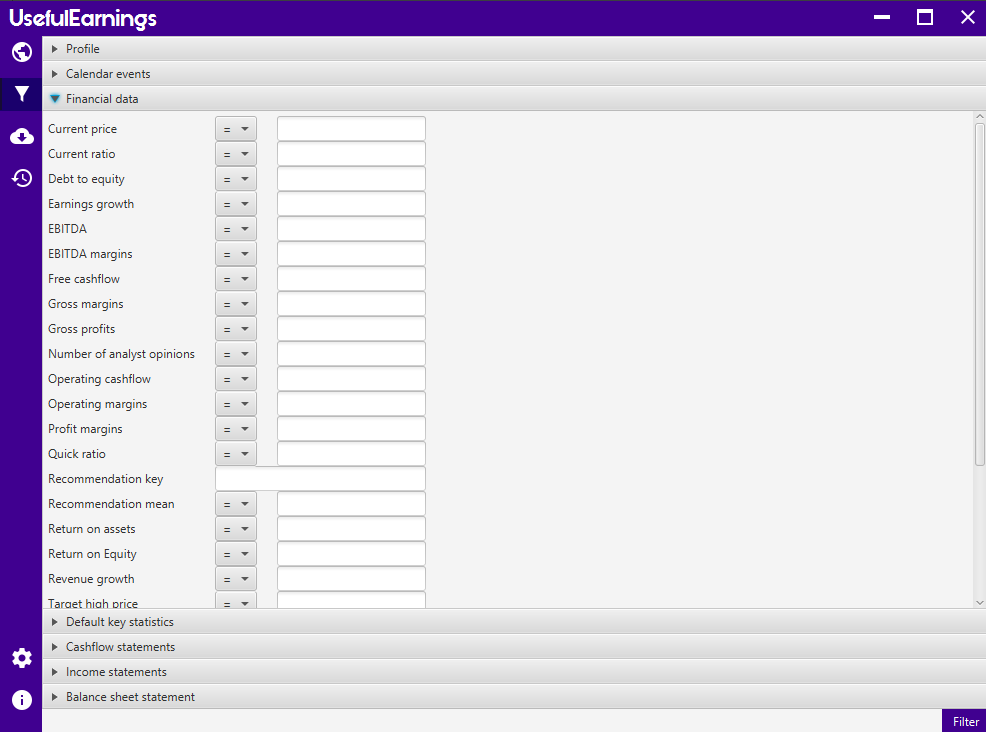 UsefulEarnings
Profile
Calendar events
Financial data
Current price =
Current ratio =
Debt to equity =
Earnings growth =
EBITDA =
EBITDA margins =
Free cashflow =
Gross margins =
Gross profits =
Number of analyst opinions =
Operating cashflow =
Operating margins =
Profit margins =
Quick ratio =
Recommendation key
Recommendation mean =
Return on assets =
Return on Equity =
Revenue growth =
Target high price =
Default key statistics
Cashflow statements
Income statements
Balance sheet statement
Filter